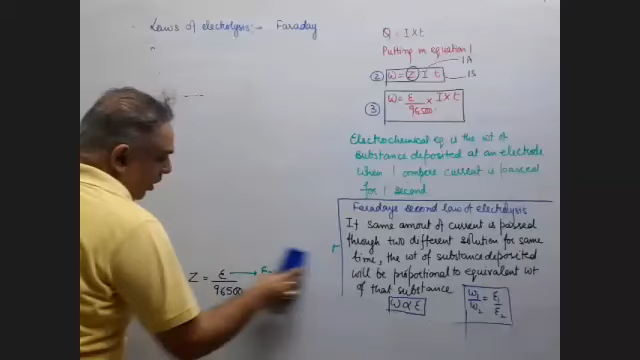 Laws of electrolysis:- Faraday
Z = E
96500
Q = I x t
Putting in equation 1
1A
② W = Z I t
1S
③ W = E x I x t
96500
Electrochemical eq is the wt of
substance deposited at an electrode
When 1 ampere current is passed
for 1 second
Faradays second law of electrolysis
If same amount of current is passed
through two different solution for same
time, the wt of substance deposited
will be proportional to equivalent wt
of that substance
W ∝ E
W1 = E1
W2 E2